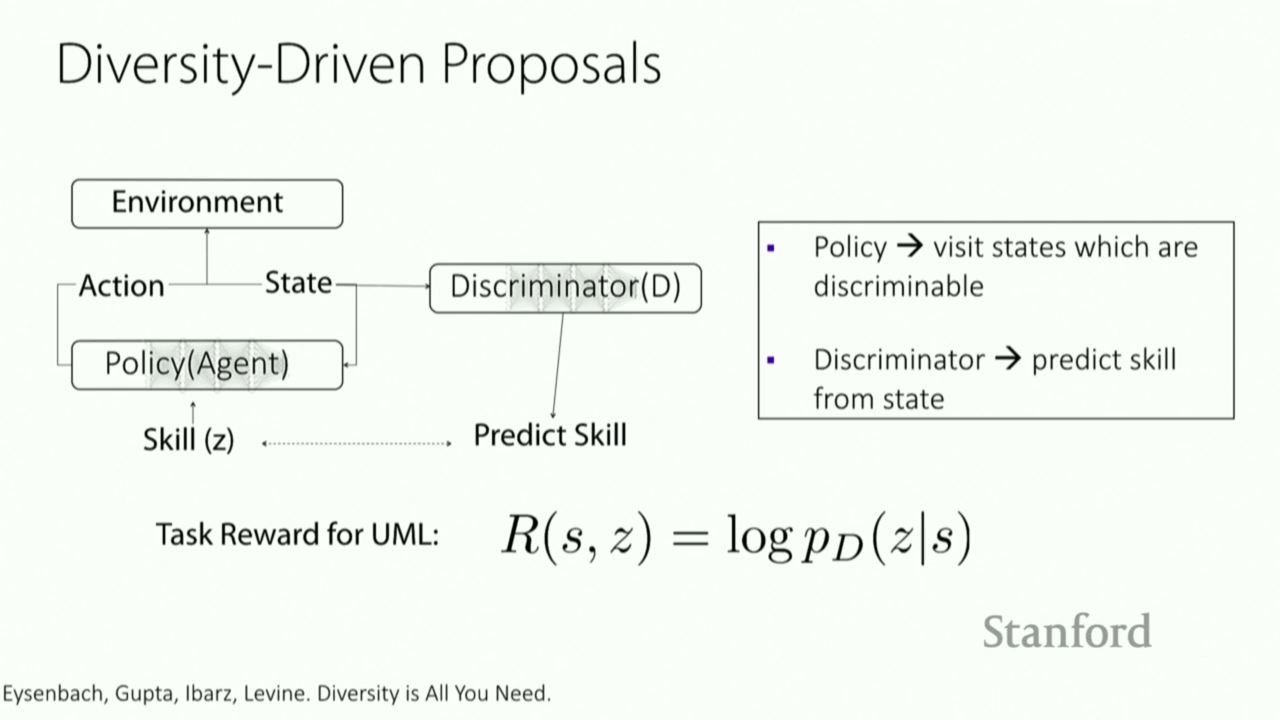 Diversity-Driven Proposals
Environment
Action
State
Discriminator(D)
Policy(Agent)
Skill (z)
Predict Skill
▪ Policy → visit states which are
discriminable
▪ Discriminator → predict skill
from state
Task Reward for UML: R(s, z) = log p_D(z|s)
Stanford
Eysenbach, Gupta, Ibarz, Levine. Diversity is All You Need.